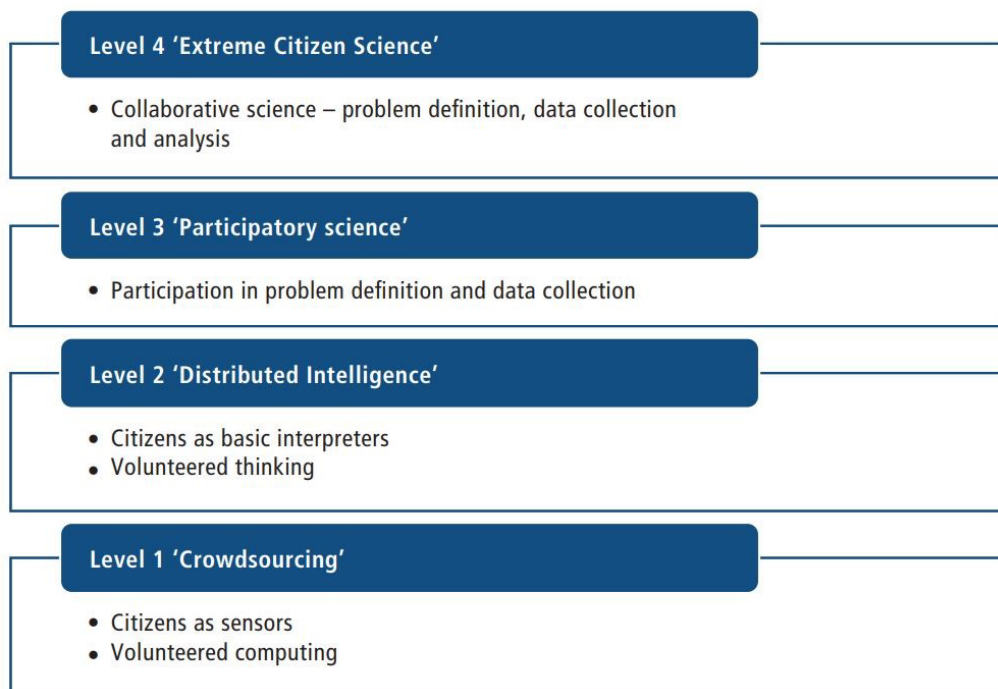 Level 4 ‘Extreme Citizen Science’
• Collaborative science – problem definition, data collection
and analysis
Level 3 ‘Participatory science’
• Participation in problem definition and data collection
Level 2 ‘Distributed Intelligence’
• Citizens as basic interpreters
• Volunteered thinking
Level 1 ‘Crowdsourcing’
• Citizens as sensors
• Volunteered computing